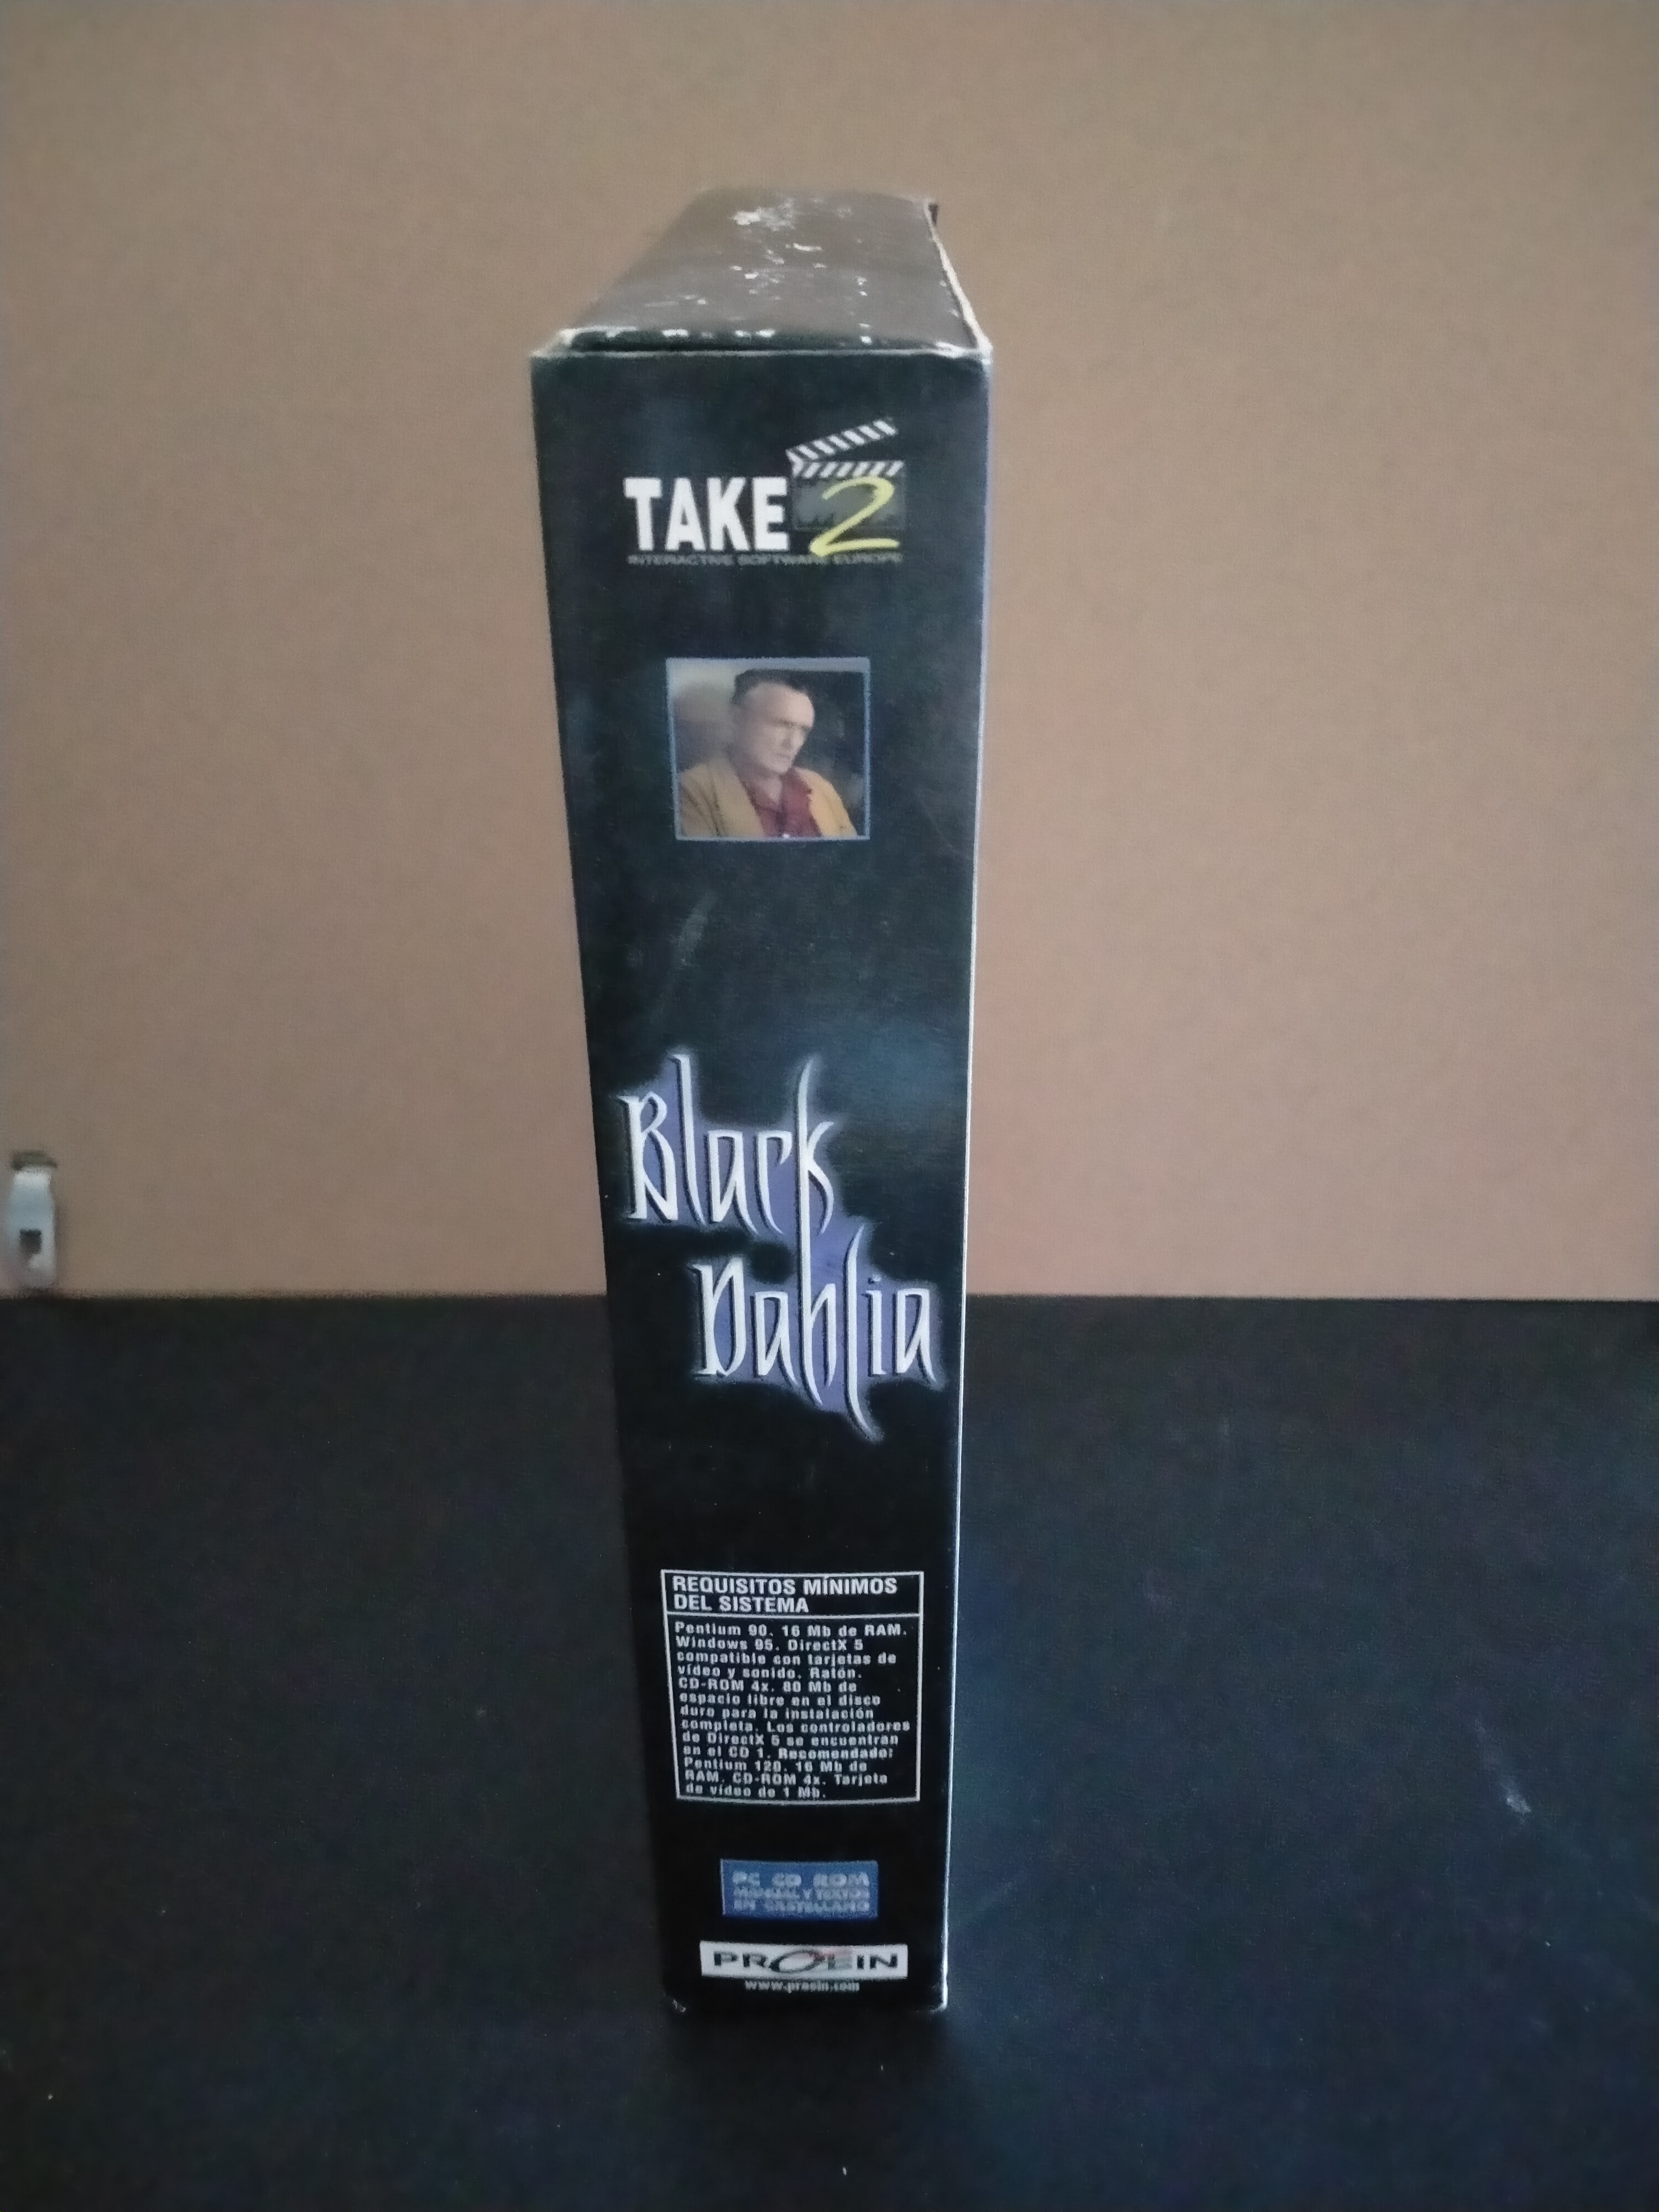 TAKE 2
INTERACTIVE SOFTWARE EUROPE
Black
Dahlia
REQUISITOS MÍNIMOS
DEL SISTEMA
Pentium 90. 16 Mb de RAM.
Windows 95. DirectX 5
compatible con tarjetas de
vídeo y sonido. Ratón.
CD-ROM 4x. 80 Mb de
espacio libre en el disco
duro para la instalación
completa. Los controladores
de DirectX 5 se encuentran
en el CD 1. Recomendado:
Pentium 120. 16 Mb de
RAM. CD-ROM 4x. Tarjeta
de vídeo de 1 Mb.
PC CD ROM
MANUAL Y TEXTOS
EN CASTELLANO
PROEIN
www.proein.com